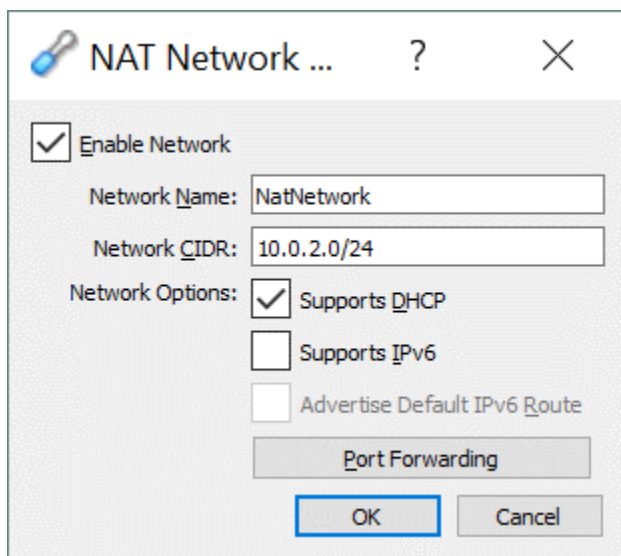 NAT Network ... ?
Enable Network
Network Name: NatNetwork
Network CIDR: 10.0.2.0/24
Network Options: Supports DHCP
Supports IPv6
Advertise Default IPv6 Route
Port Forwarding
OK Cancel